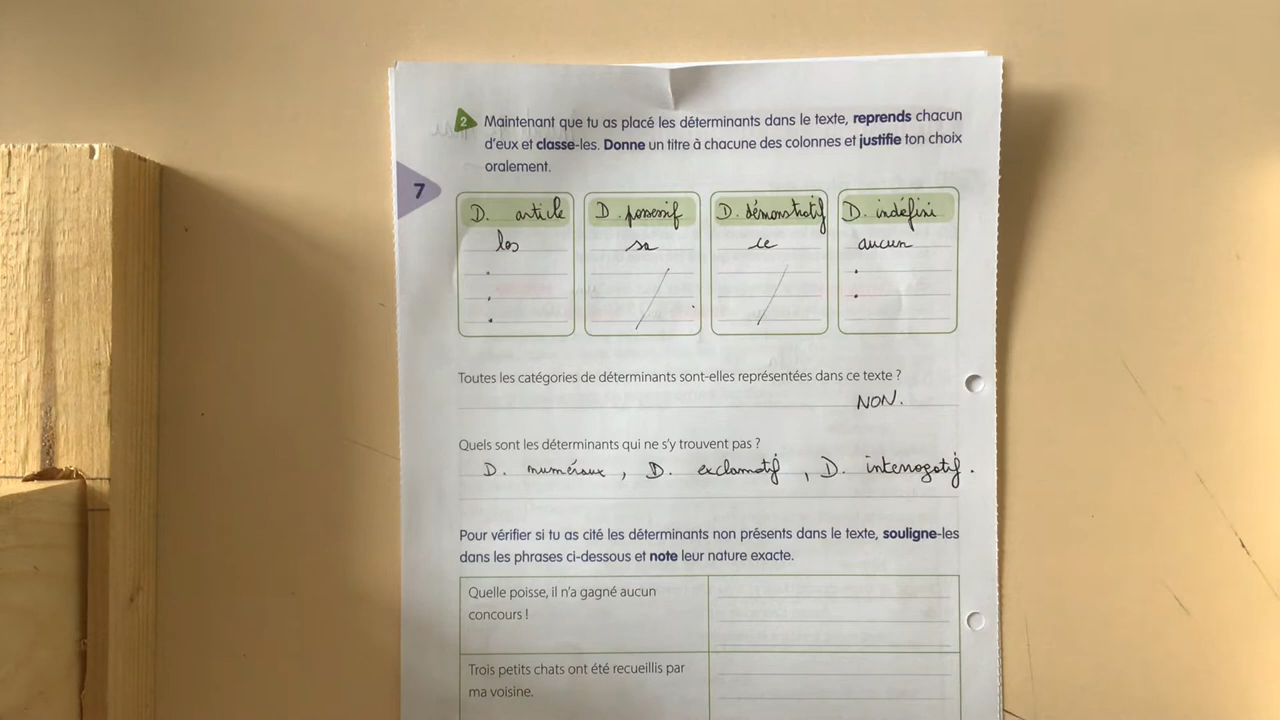 2 Maintenant que tu as placé les déterminants dans le texte, reprends chacun
d'eux et classe-les. Donne un titre à chacune des colonnes et justifie ton choix
oralement.
7
D. article D. possessif D. démonstratif D. indéfini
les sa ce aucun
Toutes les catégories de déterminants sont-elles représentées dans ce texte ?
NON.
Quels sont les déterminants qui ne s'y trouvent pas ?
D. numéraux, D. exclamatif, D. interrogatif.
Pour vérifier si tu as cité les déterminants non présents dans le texte, souligne-les
dans les phrases ci-dessous et note leur nature exacte.
Quelle poisse, il n'a gagné aucun
concours !
Trois petits chats ont été recueillis par
ma voisine.